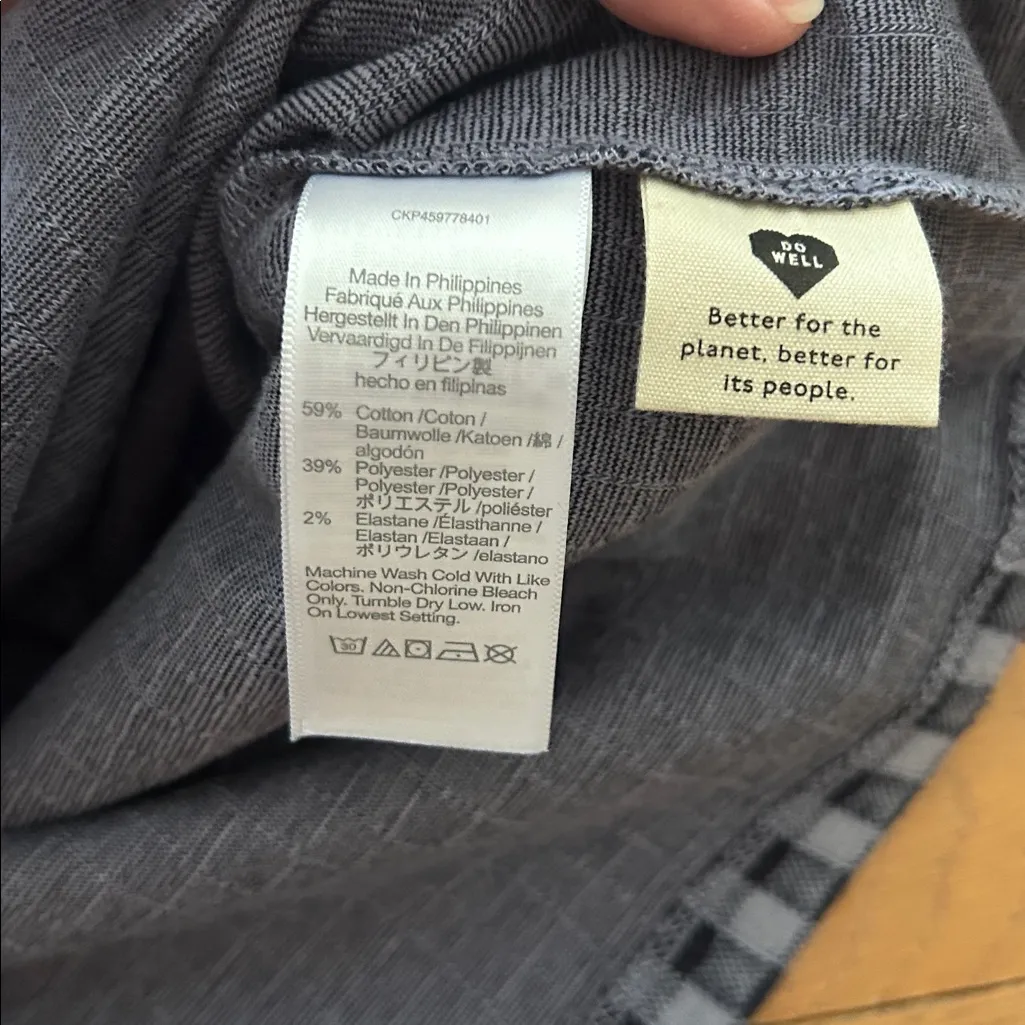 CKP459778401
Made In Philippines
Fabriqué Aux Philippines
Hergestellt In Den Philippinen
Vervaardigd In De Filippijnen
フィリピン製
hecho en filipinas
59% Cotton /Coton /
Baumwolle /Katoen /綿 /
algodón
39% Polyester /Polyester /
Polyester /Polyester /
ポリエステル /poliéster
2% Elastane /Élasthanne /
Elastan /Elastaan /
ポリウレタン /elastano
Machine Wash Cold With Like
Colors. Non-Chlorine Bleach
Only. Tumble Dry Low. Iron
On Lowest Setting.
30
DO
WELL
Better for the
planet, better for
its people.